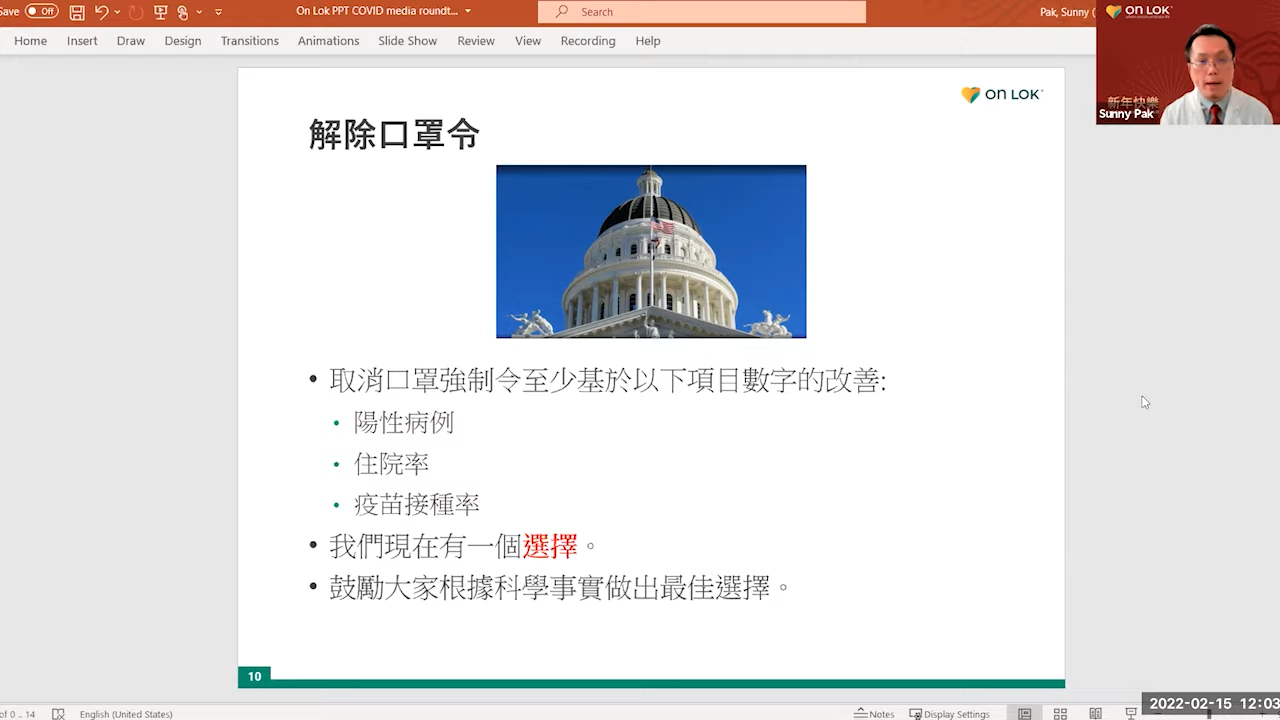 Save Off
On Lok PPT COVID media roundt...
Search
Pak, Sunny (
Home Insert Draw Design Transitions Animations Slide Show Review View Recording Help
on LOK
新年快樂
Sunny Pak
on LOK
解除口罩令
• 取消口罩強制令至少基於以下項目數字的改善:
• 陽性病例
• 住院率
• 疫苗接種率
• 我們現在有一個選擇。
• 鼓勵大家根據科學事實做出最佳選擇。
10
of 0 .. 14 English (United States) Notes Display Settings
2022-02-15 12:03